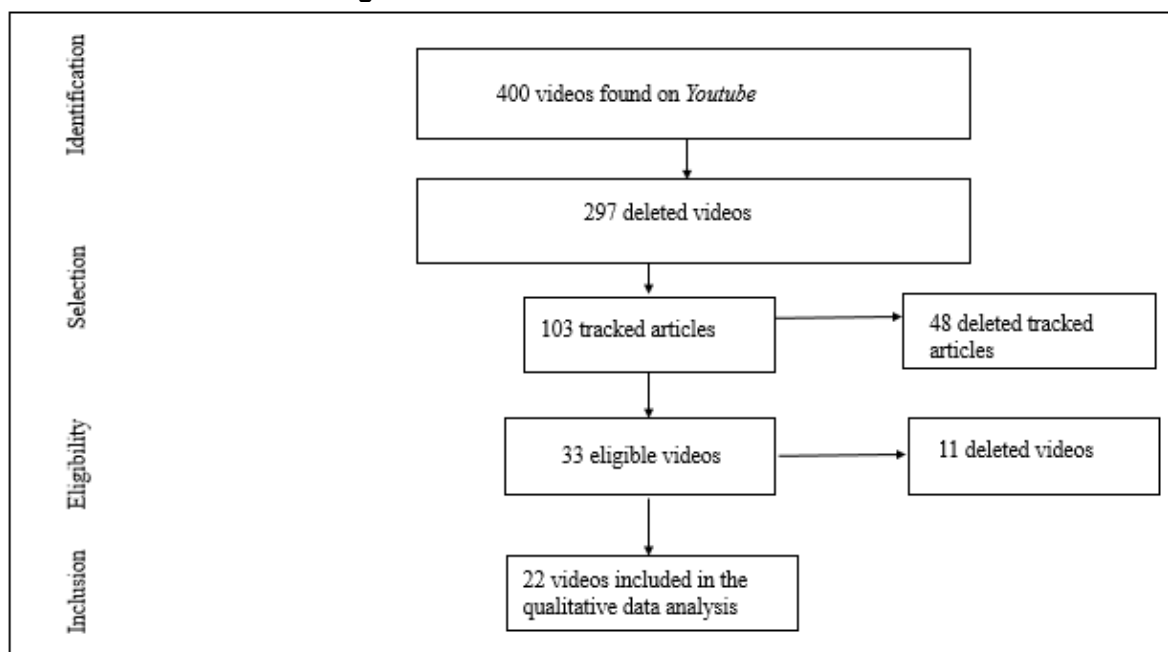 Identification
400 videos found on Youtube
297 deleted videos
Selection
103 tracked articles
48 deleted tracked
articles
Eligibility
33 eligible videos
11 deleted videos
Inclusion
22 videos included in the
qualitative data analysis